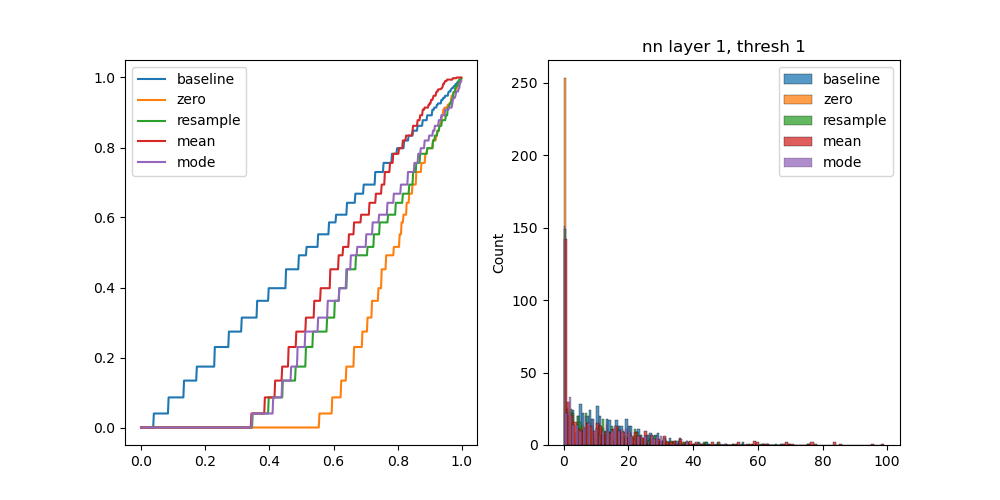 nn layer 1, thresh 1
1.0
0.8
0.6
0.4
0.2
0.0
0.0 0.2 0.4 0.6 0.8 1.0
baseline
zero
resample
mean
mode
Count
250
200
150
100
50
0
0 20 40 60 80 100
baseline
zero
resample
mean
mode